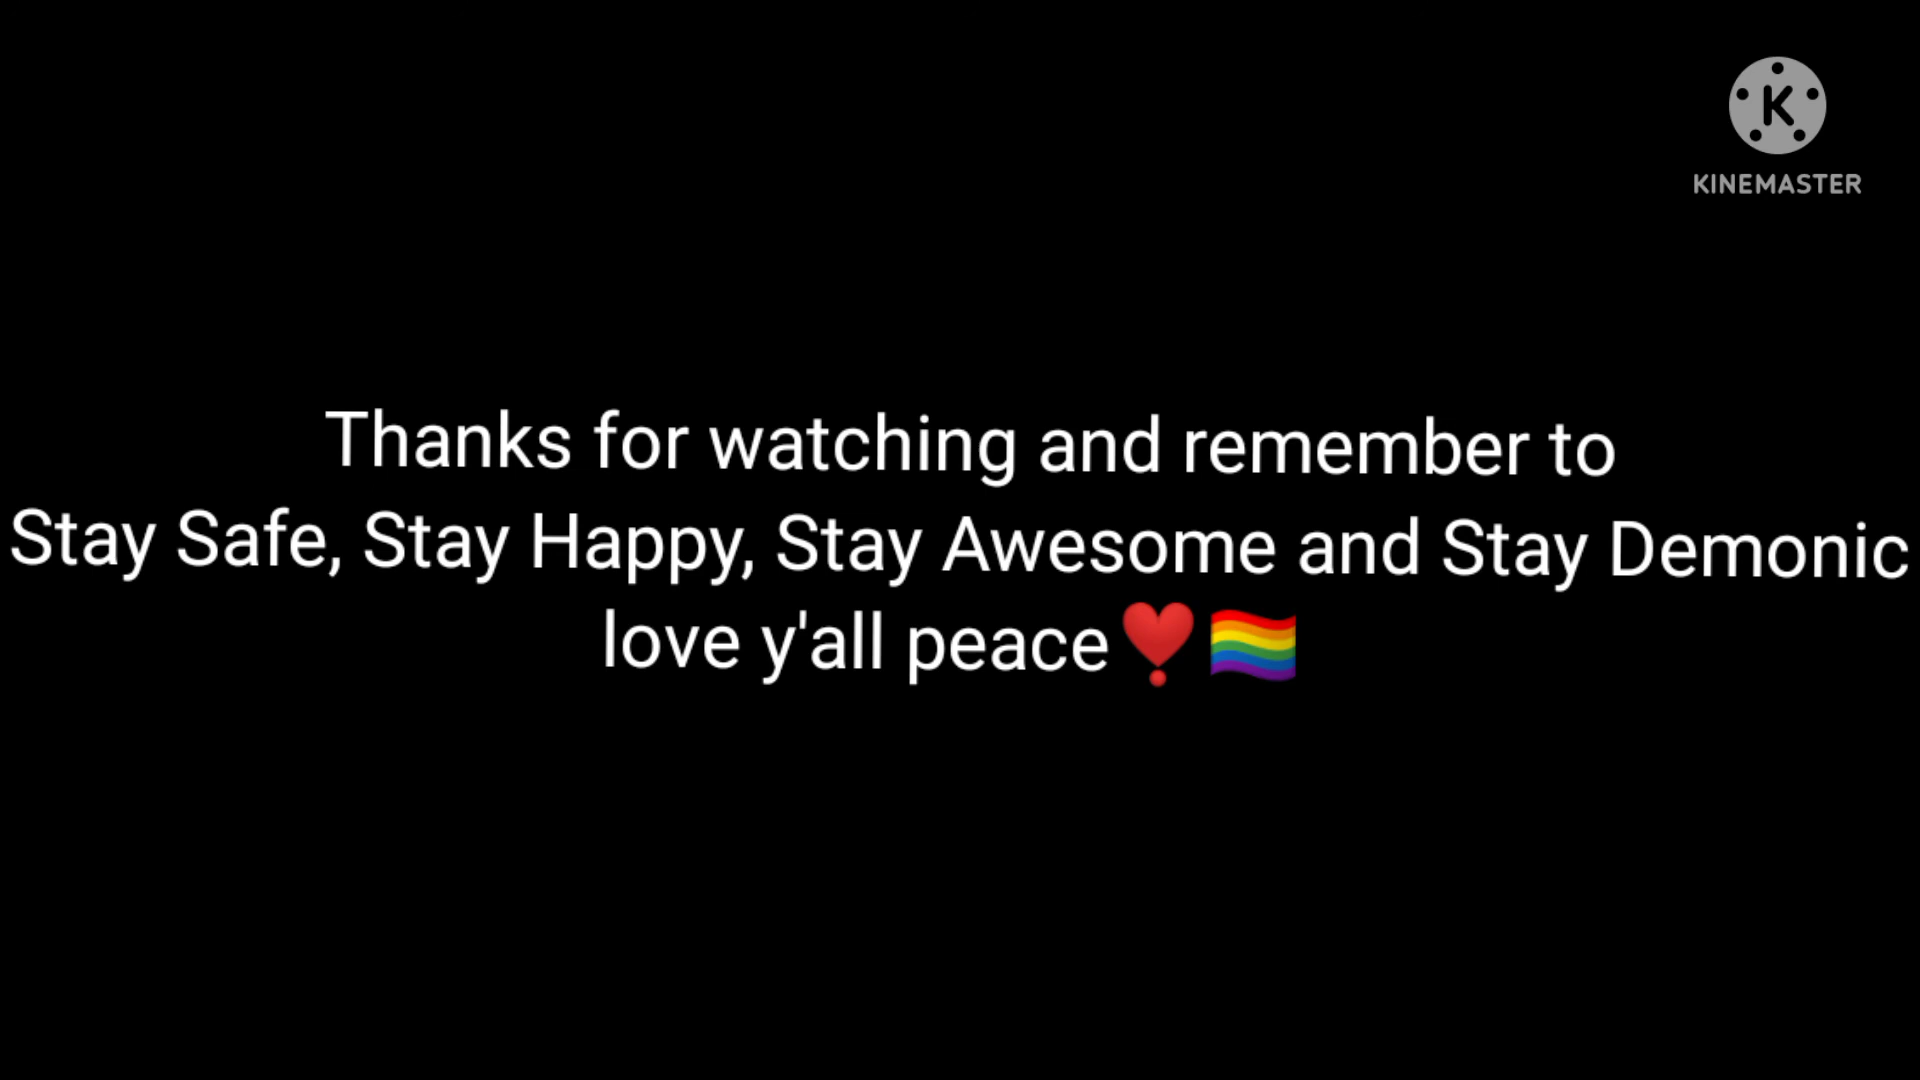 K
KINEMASTER
Thanks for watching and remember to
Stay Safe, Stay Happy, Stay Awesome and Stay Demonic
love y'all peace❣️🏳️‍🌈